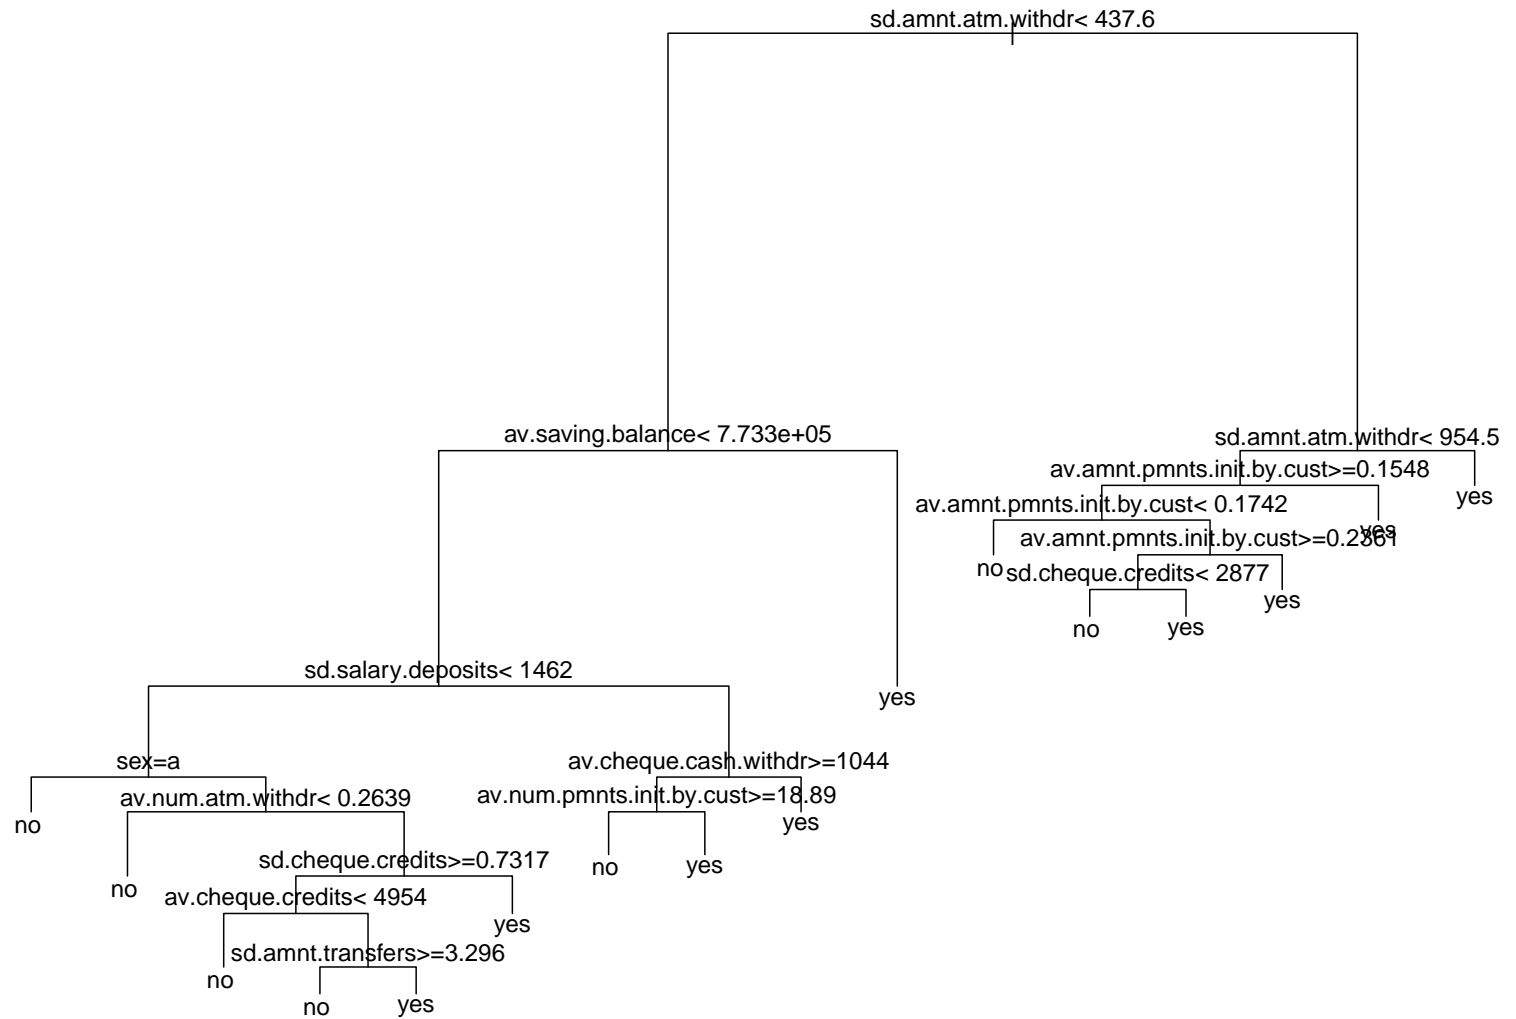 sd.amnt.atm.withdr< 437.6
av.saving.balance< 7.733e+05
sd.amnt.atm.withdr< 954.5
av.amnt.pmnts.init.by.cust>=0.1548
yes
av.amnt.pmnts.init.by.cust< 0.1742
yes
av.amnt.pmnts.init.by.cust>=0.2361
no
sd.cheque.credits< 2877
yes
no
yes
sd.salary.deposits< 1462
yes
sex=a
av.cheque.cash.withdr>=1044
av.num.atm.withdr< 0.2639
av.num.pmnts.init.by.cust>=18.89
no
yes
sd.cheque.credits>=0.7317
no
yes
no
av.cheque.credits< 4954
yes
sd.amnt.transfers>=3.296
no
no
yes